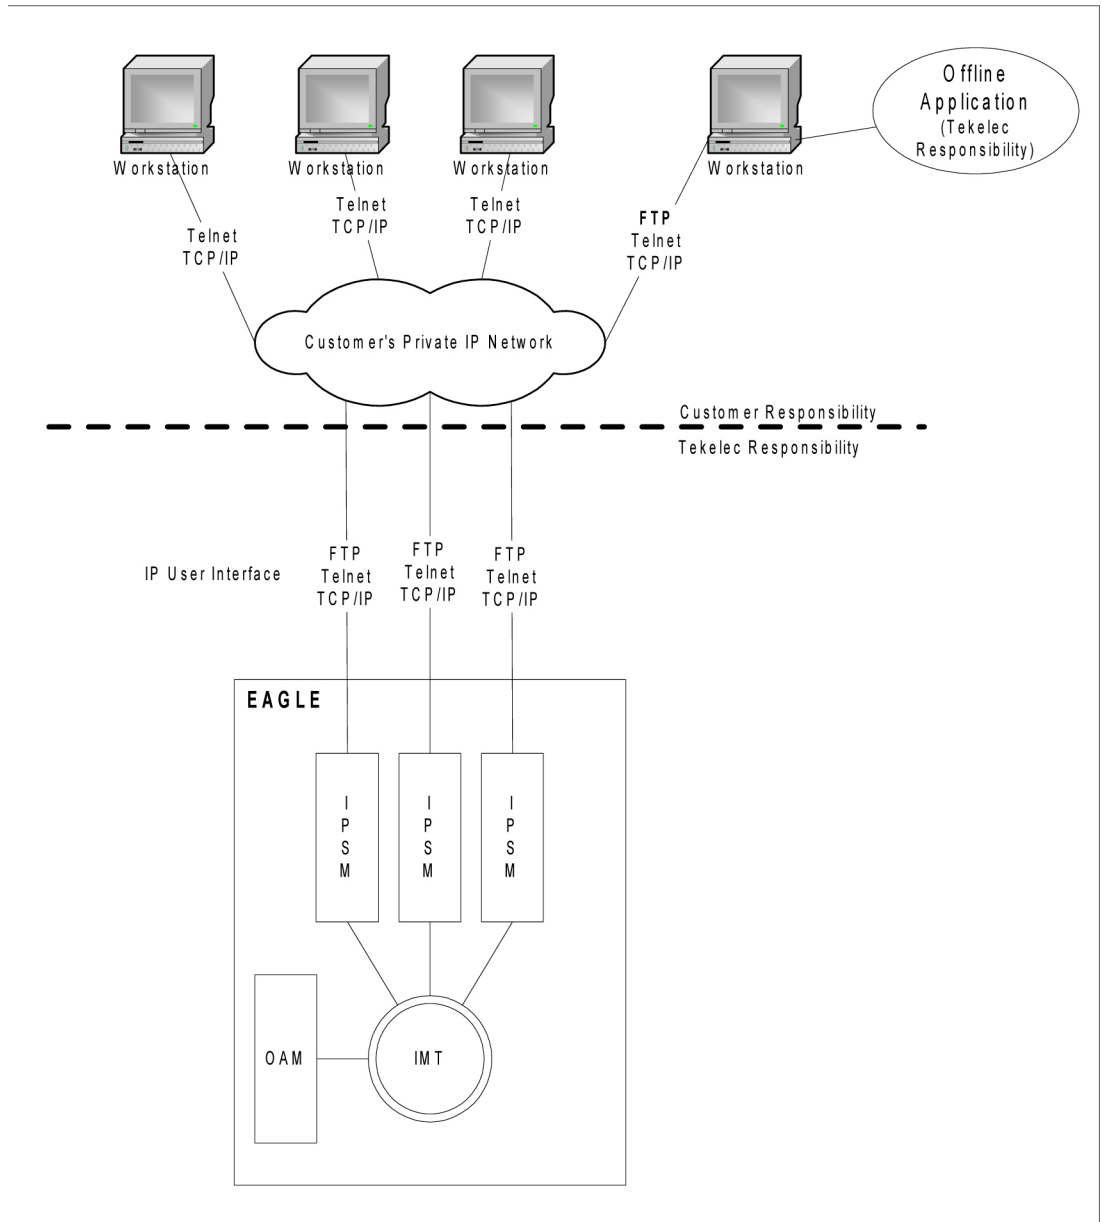 Offline
Application
(Tekelec
Responsibility)
Workstation
Workstation
Workstation
Workstation
Telnet
TCP/IP
Telnet
TCP/IP
Telnet
TCP/IP
FTP
Telnet
TCP/IP
Customer's Private IP Network
Customer Responsibility
Tekelec Responsibility
IP User Interface
FTP
Telnet
TCP/IP
FTP
Telnet
TCP/IP
FTP
Telnet
TCP/IP
EAGLE
IPSM
IPSM
IPSM
OAM
IMT